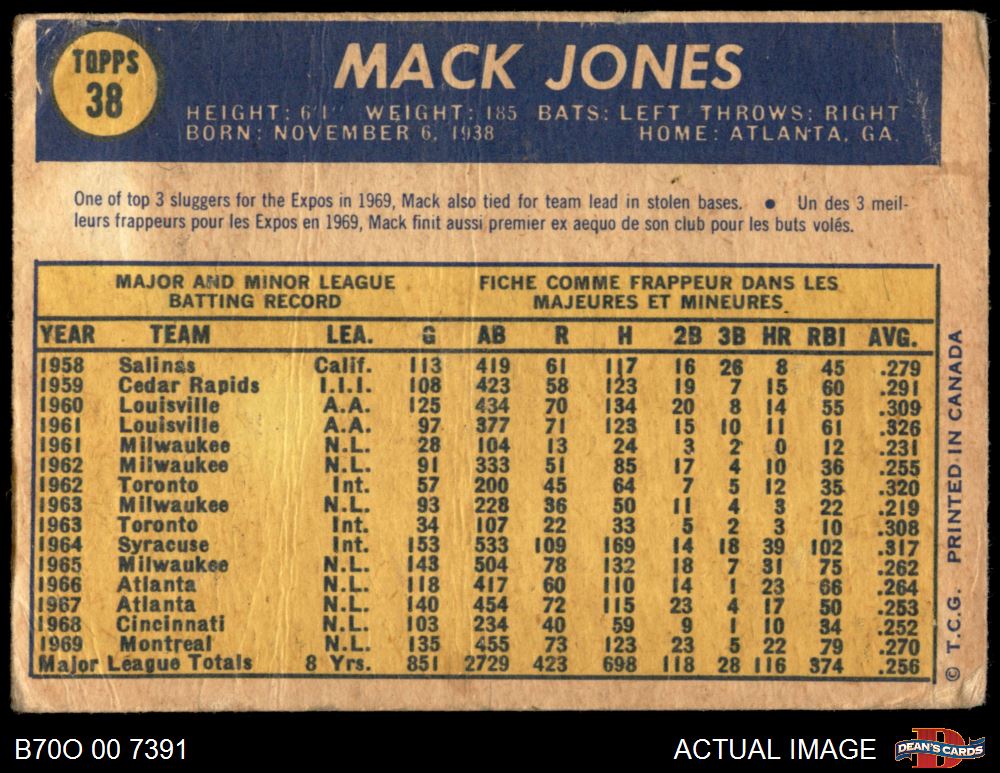 TOPPS
38
MACK JONES
HEIGHT: 6'1" WEIGHT: 185 BATS: LEFT THROWS: RIGHT
BORN: NOVEMBER 6, 1938 HOME: ATLANTA, GA.
One of top 3 sluggers for the Expos in 1969, Mack also tied for team lead in stolen bases. ● Un des 3 meil-
leurs frappeurs pour les Expos en 1969, Mack finit aussi premier ex aequo de son club pour les buts volés.
MAJOR AND MINOR LEAGUE BATTING RECORD
FICHE COMME FRAPPEUR DANS LES MAJEURES ET MINEURES
YEAR TEAM LEA. G AB R H 2B 3B HR RBI AVG.
1958 Salinas Calif. 113 419 61 117 16 26 8 45 .279
1959 Cedar Rapids I.I.I. 108 423 58 123 19 7 15 60 .291
1960 Louisville A.A. 125 434 70 134 20 8 14 55 .309
1961 Louisville A.A. 97 377 71 123 15 10 11 61 .326
1961 Milwaukee N.L. 28 104 13 24 3 2 0 12 .231
1962 Milwaukee N.L. 91 333 51 85 17 4 10 36 .255
1962 Toronto Int. 57 200 45 64 7 5 12 35 .320
1963 Milwaukee N.L. 93 228 36 50 11 4 3 22 .219
1963 Toronto Int. 34 107 22 33 5 2 3 10 .308
1964 Syracuse Int. 153 533 109 169 14 18 39 102 .317
1965 Milwaukee N.L. 143 504 78 132 18 7 31 75 .262
1966 Atlanta N.L. 118 417 60 110 14 1 23 66 .264
1967 Atlanta N.L. 140 454 72 115 23 4 17 50 .253
1968 Cincinnati N.L. 103 234 40 59 9 1 10 34 .252
1969 Montreal N.L. 135 455 73 123 23 5 22 79 .270
Major League Totals 8 Yrs. 851 2729 423 698 118 28 116 374 .256
© T.C.G. PRINTED IN CANADA
B70O 00 7391
ACTUAL IMAGE
D
DEAN'S CARDS